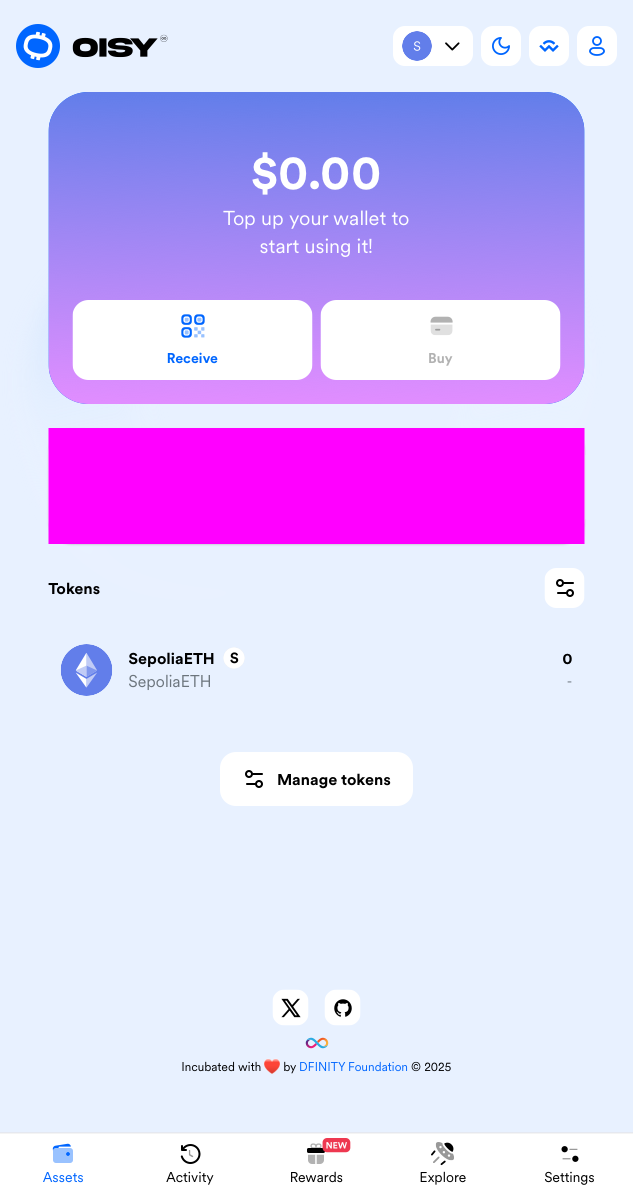 OISY
S
$0.00
Top up your wallet to
start using it!
Receive
Buy
Tokens
SepoliaETH S
0
SepoliaETH
-
Manage tokens
Incubated with ❤️ by DFINITY Foundation © 2025
NEW
Assets
Activity
Rewards
Explore
Settings